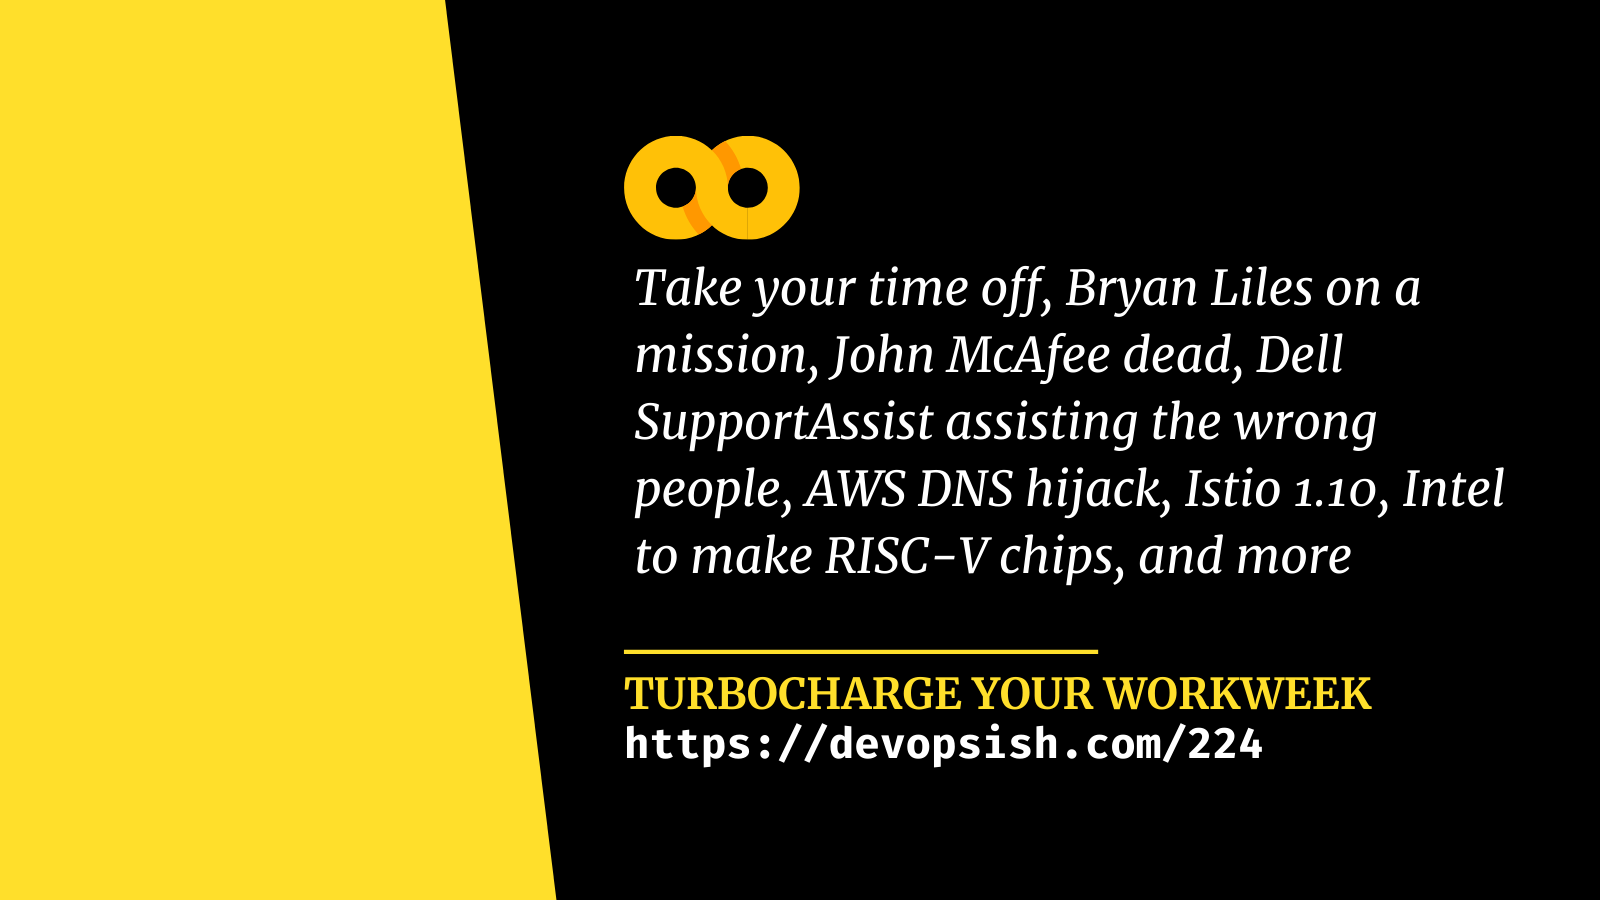 Take your time off, Bryan Liles on a
mission, John McAfee dead, Dell
SupportAssist assisting the wrong
people, AWS DNS hijack, Istio 1.10, Intel
to make RISC-V chips, and more
TURBOCHARGE YOUR WORKWEEK
https://devopsish.com/224